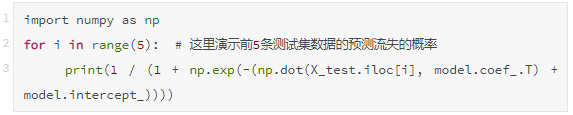 1 import numpy as np
2 for i in range(5):  # 这里演示前5条测试集数据的预测流失的概率
3     print(1 / (1 + np.exp(-(np.dot(X_test.iloc[i], model.coef_.T) +
model.intercept_))))